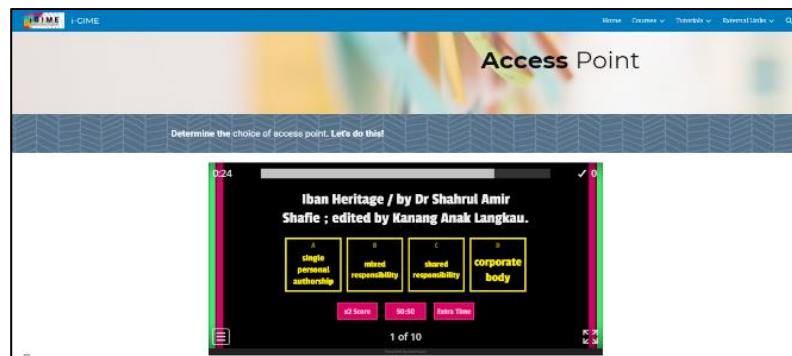 i-GIME
i-GIME
Home
Courses
Tutorials
External Links
Access Point
Determine the choice of access point. Let's do this!
0:24
0
Iban Heritage / by Dr Shahrul Amir
Shafie ; edited by Kanang Anak Langkau.
A
single
personal
authorship
B
mixed
responsibility
C
shared
responsibility
D
corporate
body
x2 Score
50:50
Extra Time
1 of 10